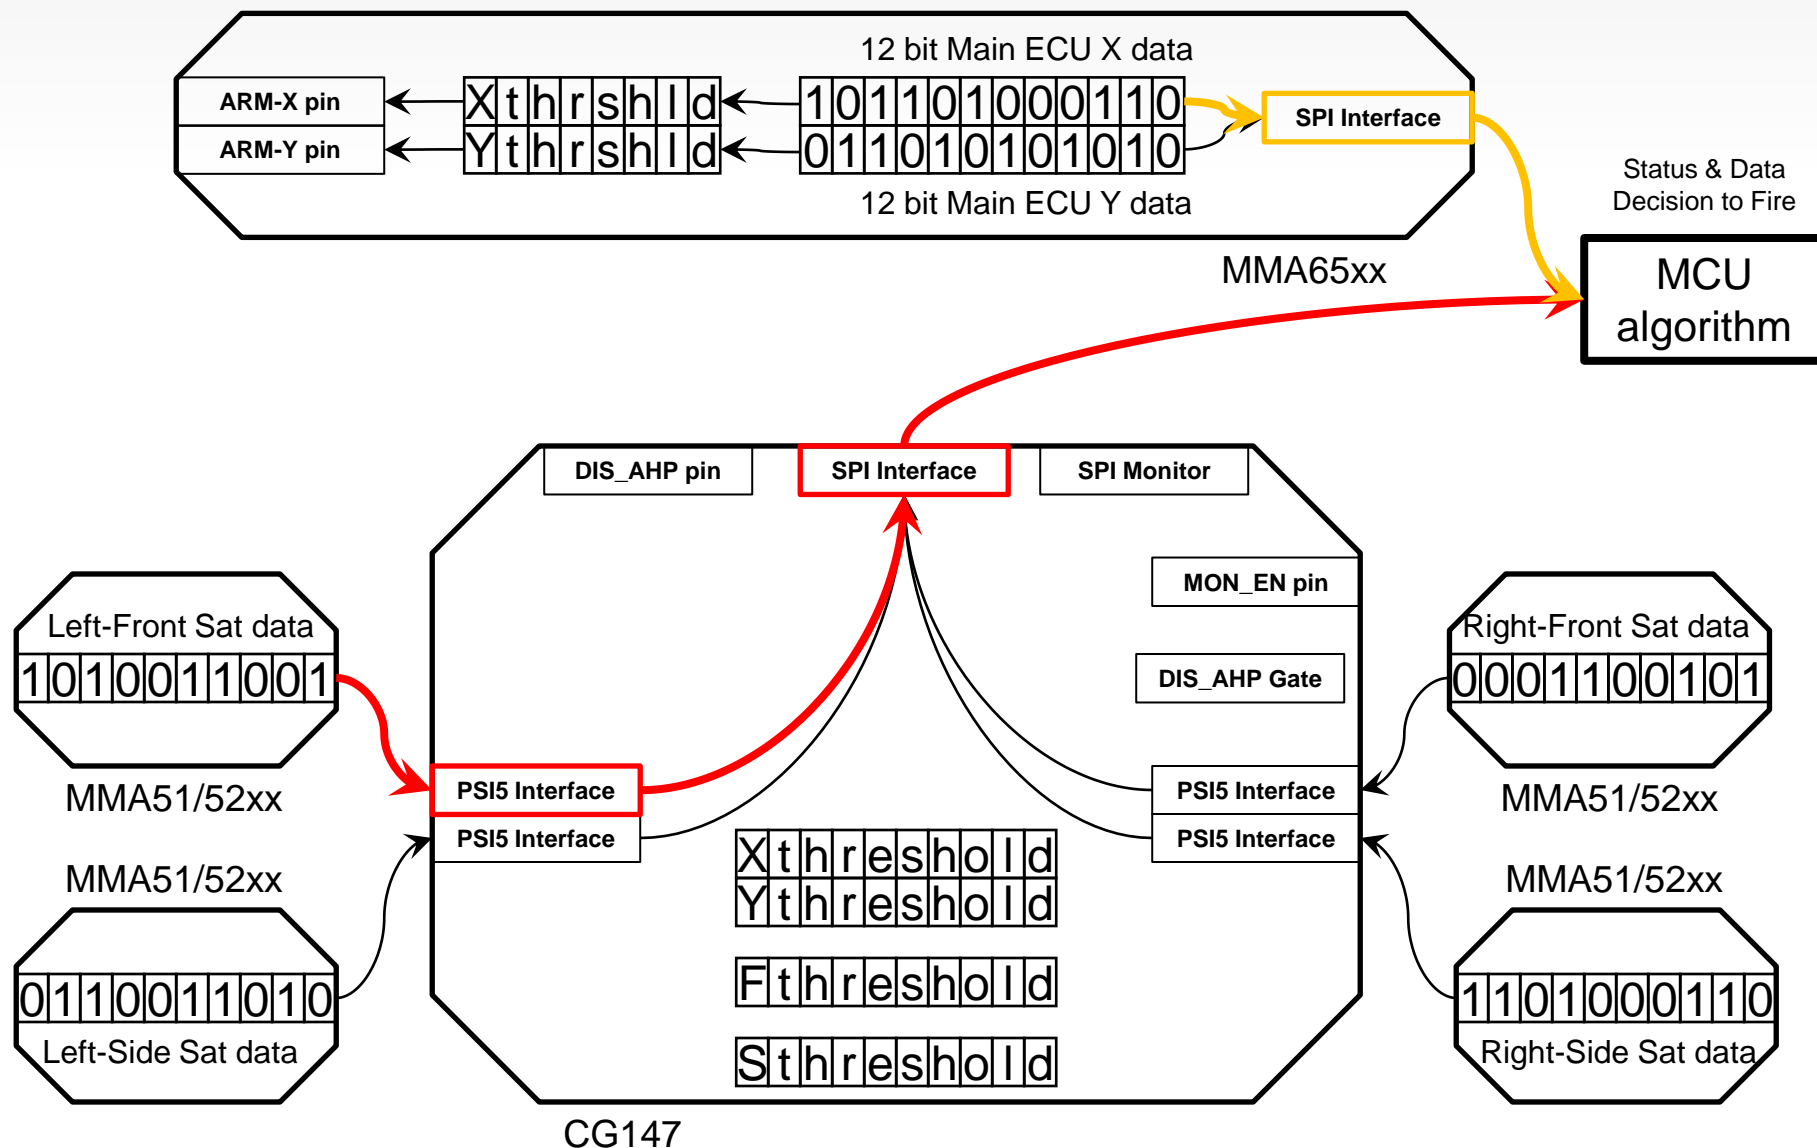 12 bit Main ECU X data
ARM-X pin
Xthrshld
101101000110
SPI Interface
ARM-Y pin
Ythrshld
011010101010
12 bit Main ECU Y data
Status & Data
Decision to Fire
MMA65xx
MCU
algorithm
DIS_AHP pin
SPI Interface
SPI Monitor
MON_EN pin
Left-Front Sat data
1010011001
MMA51/52xx
Right-Front Sat data
0001100101
MMA51/52xx
DIS_AHP Gate
PSI5 Interface
PSI5 Interface
PSI5 Interface
PSI5 Interface
Xthreshold
Ythreshold
Fthreshold
Sthreshold
MMA51/52xx
0110011010
Left-Side Sat data
MMA51/52xx
1101000110
Right-Side Sat data
CG147